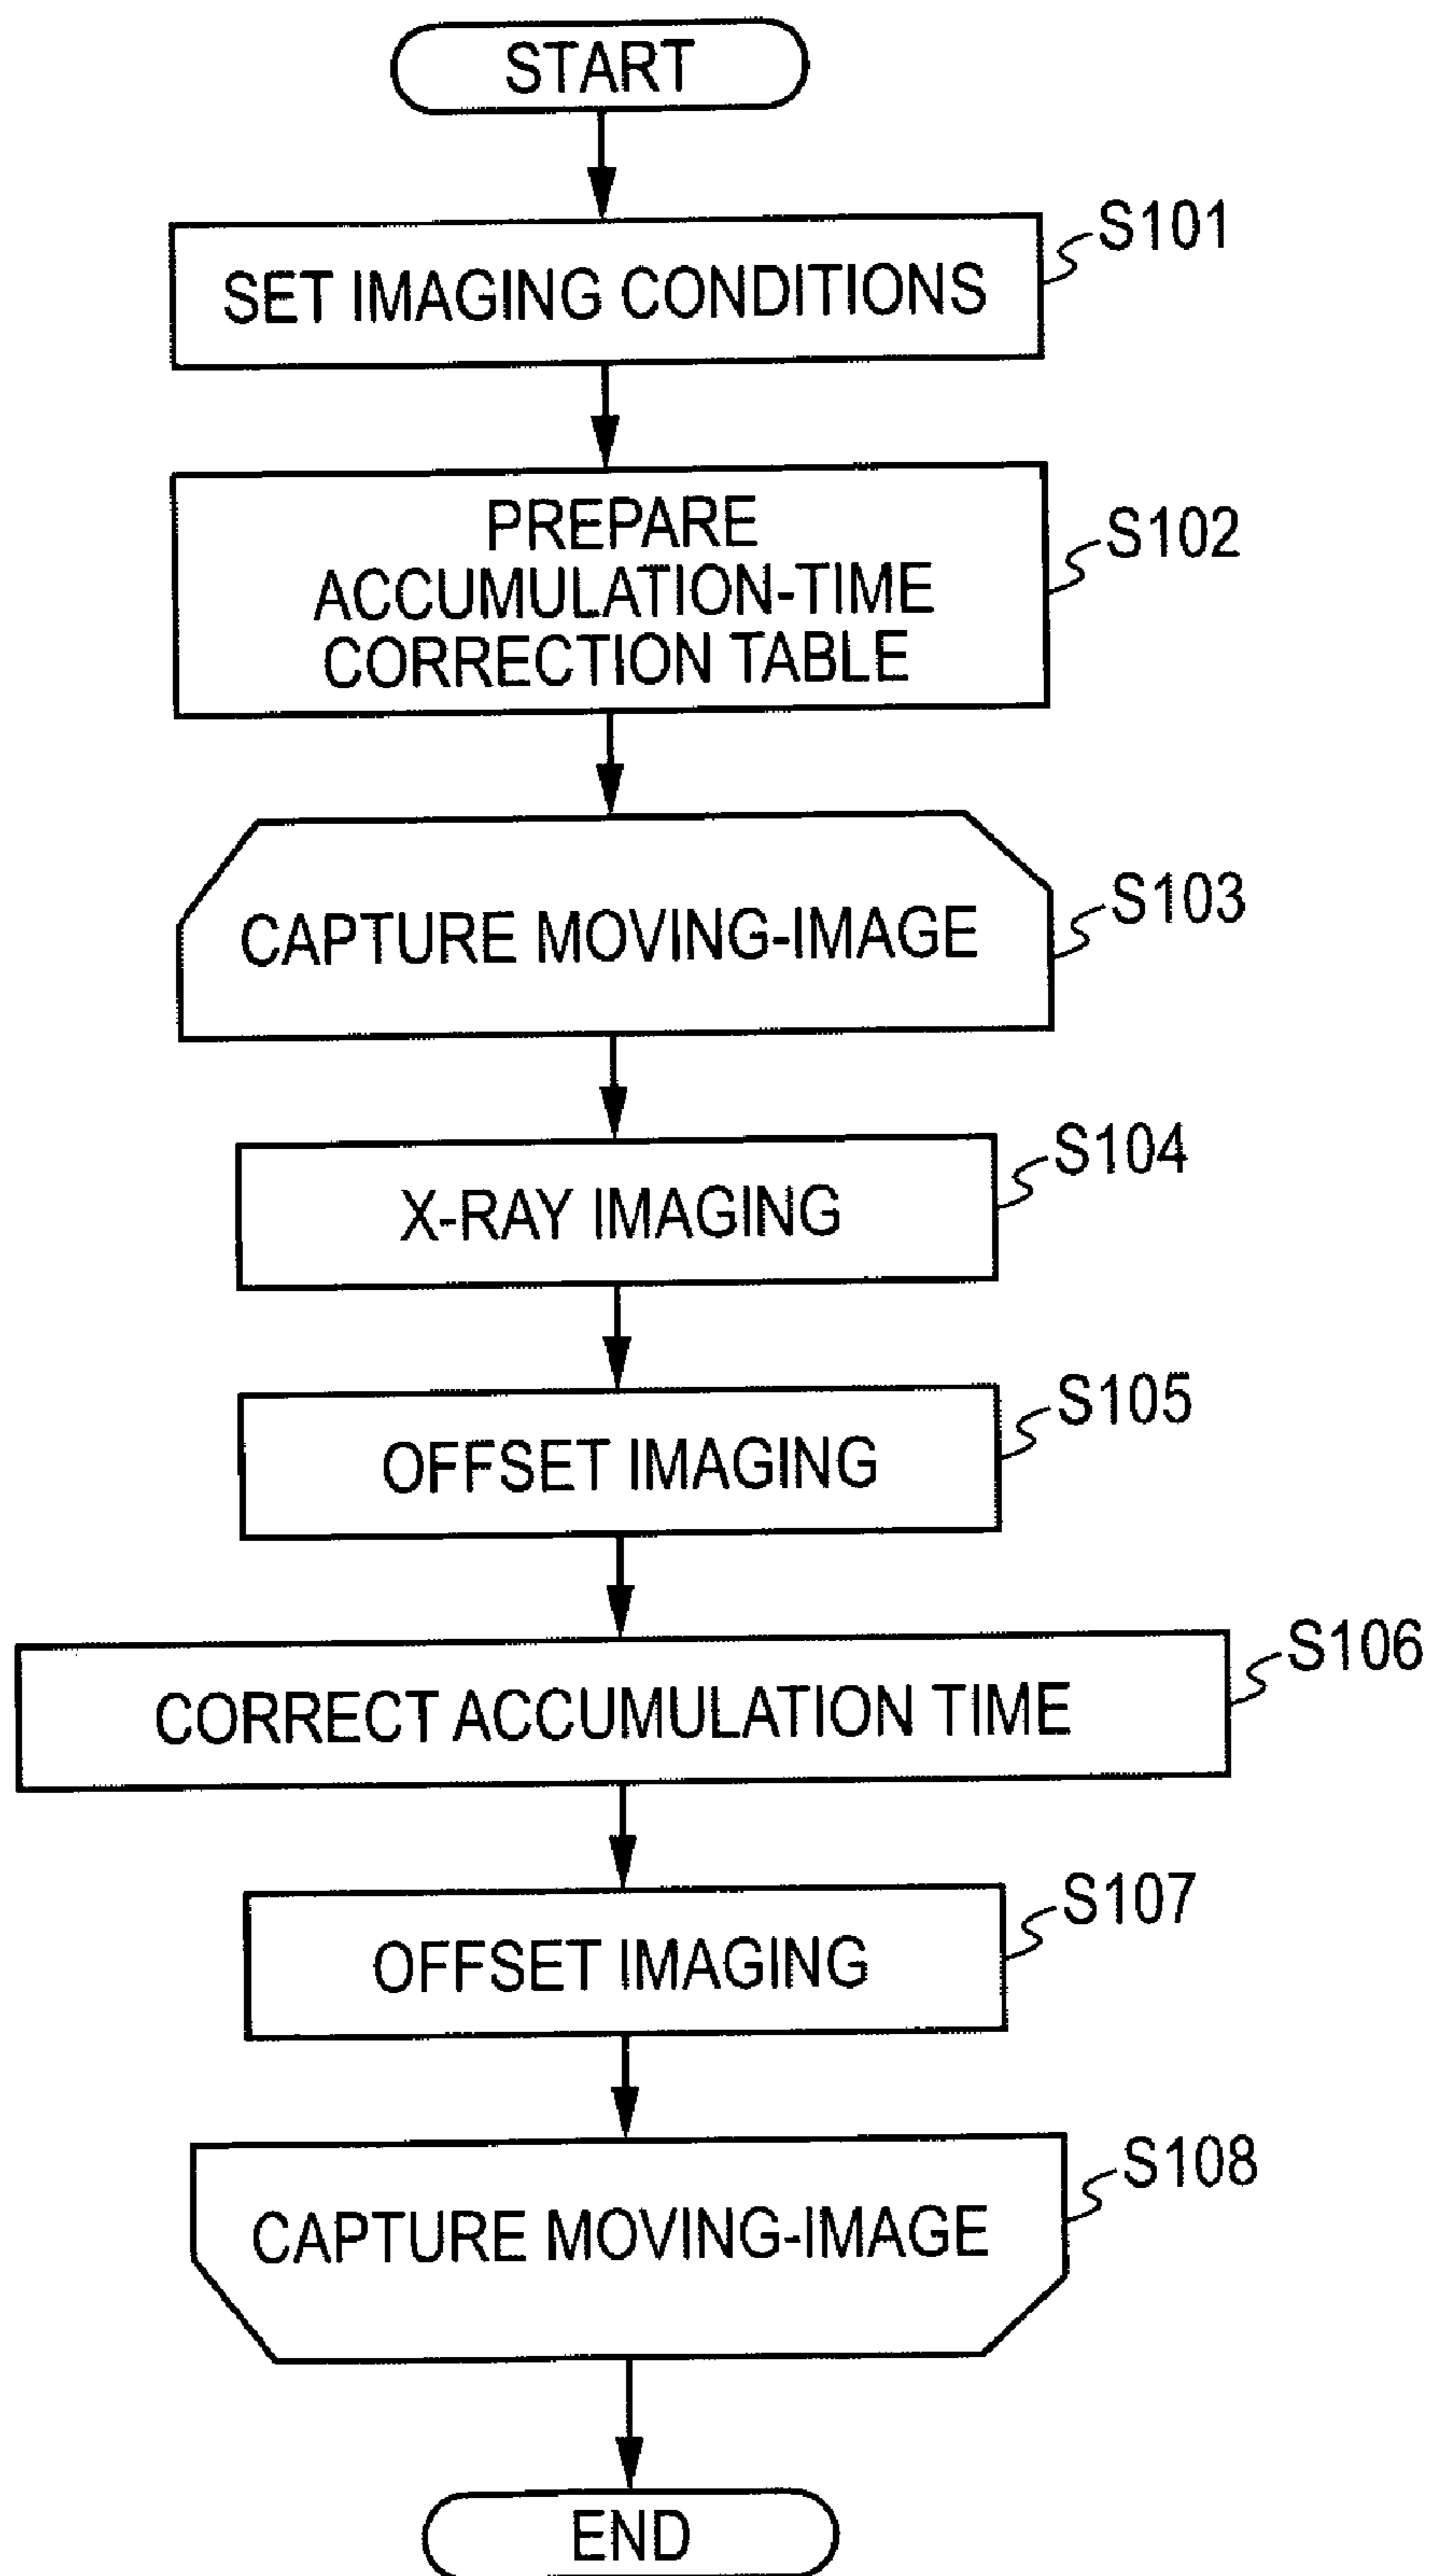 START
S101
SET IMAGING CONDITIONS
S102
PREPARE
ACCUMULATION-TIME
CORRECTION TABLE
S103
CAPTURE MOVING-IMAGE
S104
X-RAY IMAGING
S105
OFFSET IMAGING
S106
CORRECT ACCUMULATION TIME
S107
OFFSET IMAGING
S108
CAPTURE MOVING-IMAGE
END